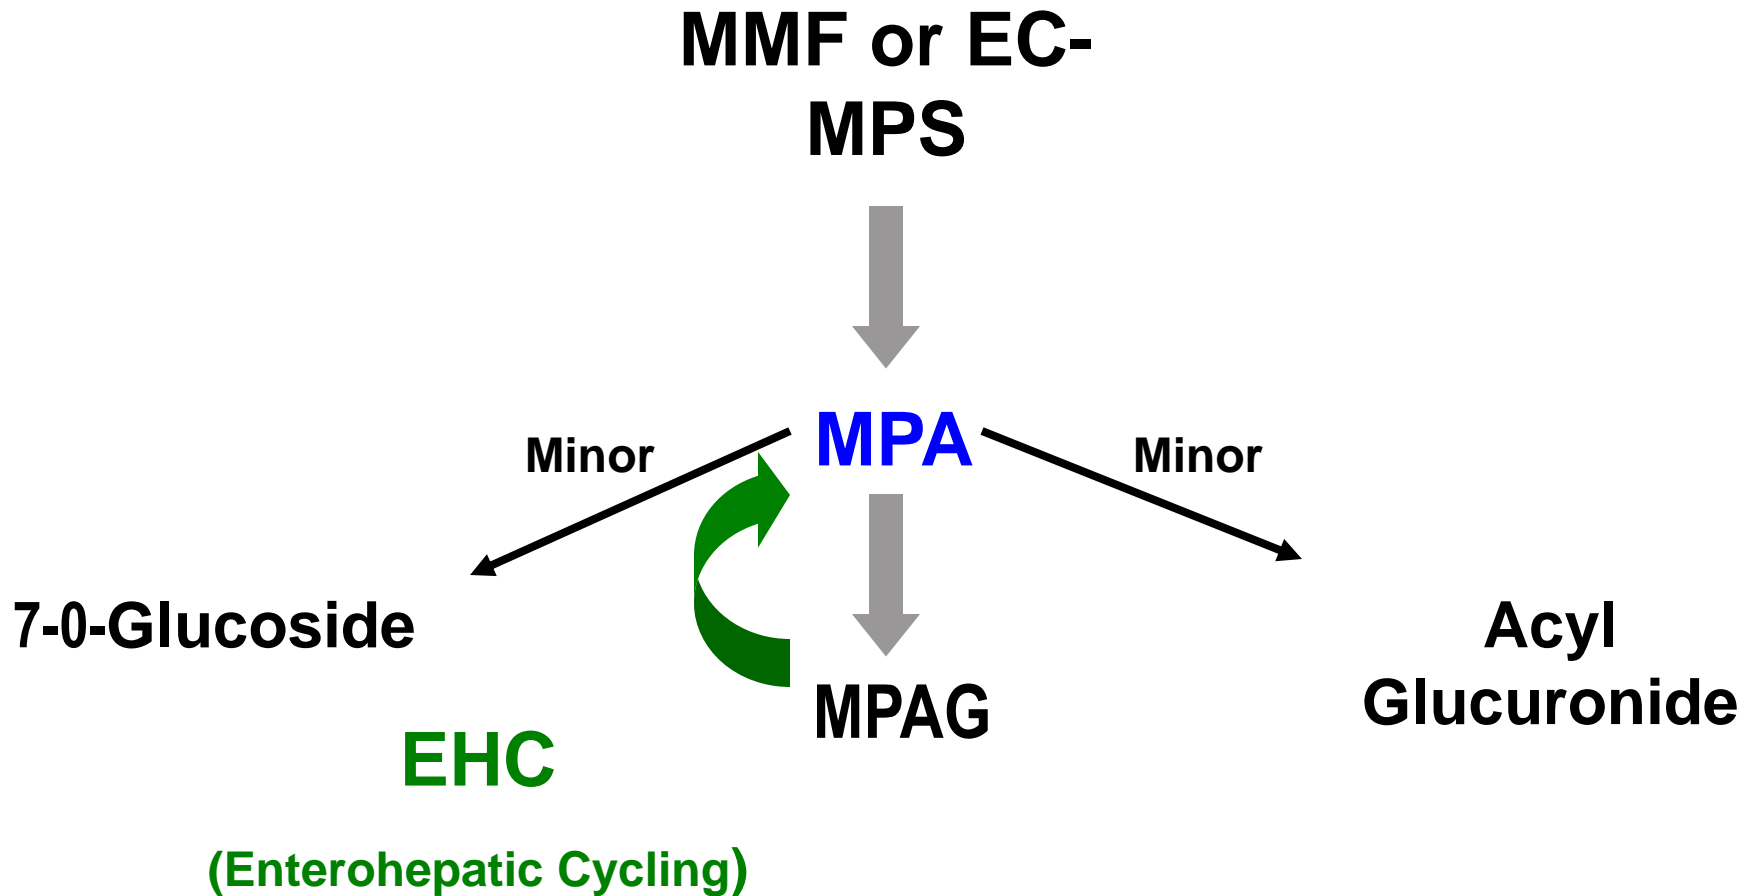 MMF or EC-
MPS
MPA
Minor
Minor
7-0-Glucoside
Acyl
Glucuronide
MPAG
EHC
(Enterohepatic Cycling)